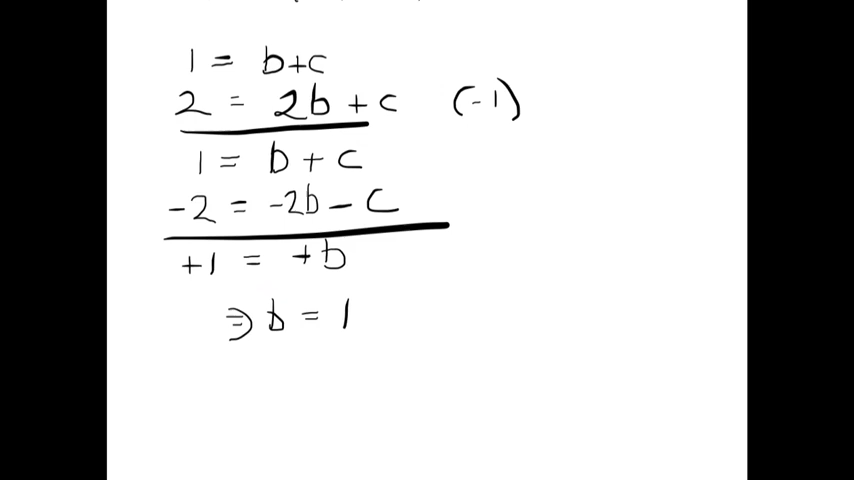 1 = b+c
2 = 2b + c (-1)
1 = b + c
-2 = -2b - c
+1 = +b
⇒ b = 1